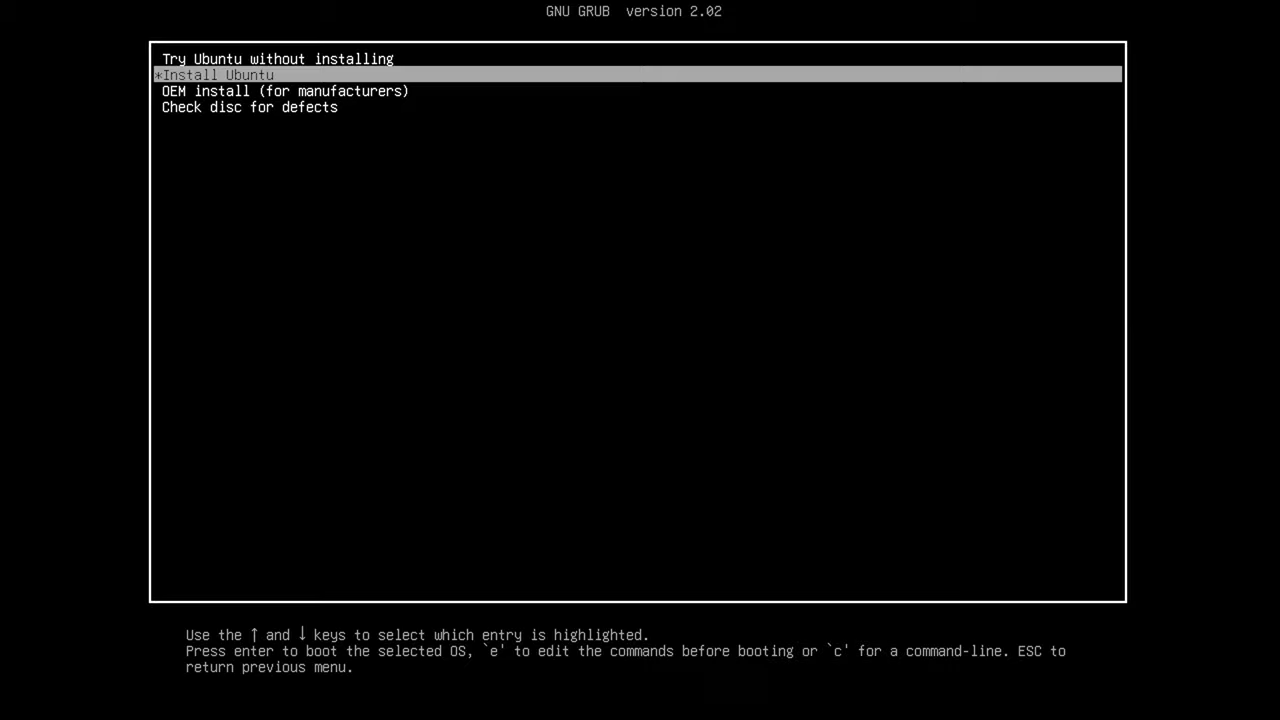 GNU GRUB  version 2.02
Try Ubuntu without installing
*Install Ubuntu
OEM install (for manufacturers)
Check disc for defects
Use the ↑ and ↓ keys to select which entry is highlighted.
Press enter to boot the selected OS, `e' to edit the commands before booting or `c' for a command-line. ESC to
return previous menu.